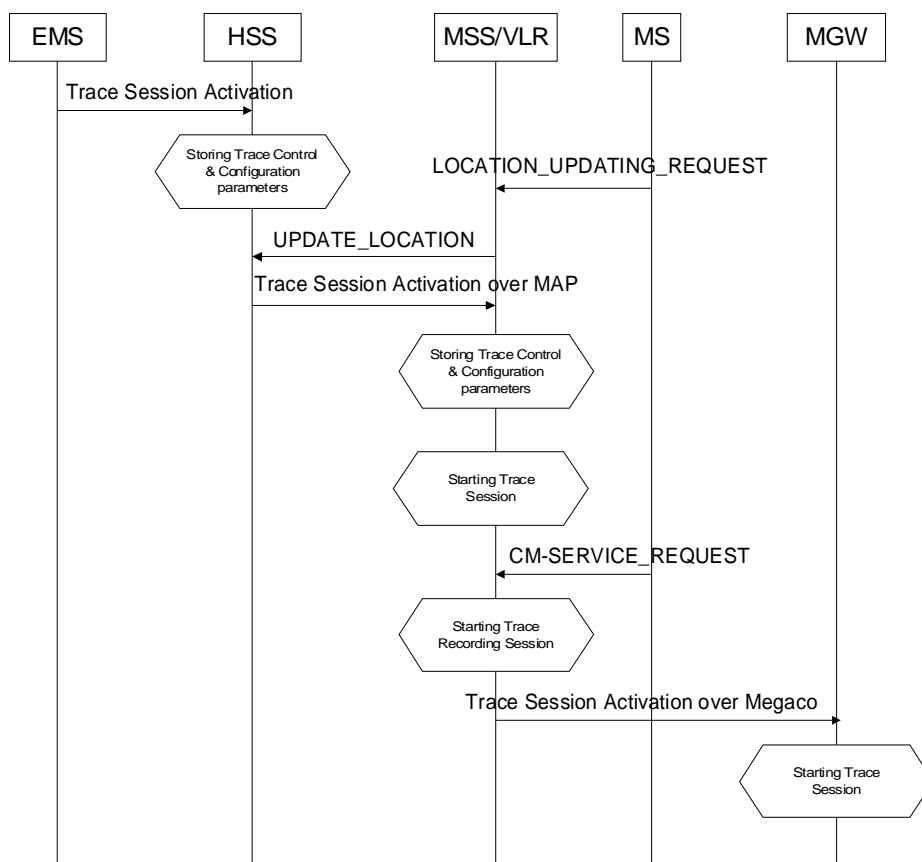 EMS
HSS
MSS/VLR
MS
MGW
Trace Session Activation
Storing Trace Control
& Configuration
parameters
LOCATION_UPDATING_REQUEST
UPDATE_LOCATION
Trace Session Activation over MAP
Storing Trace Control
& Configuration
parameters
Starting Trace
Session
CM-SERVICE_REQUEST
Starting Trace
Recording Session
Trace Session Activation over Megaco
Starting Trace
Session